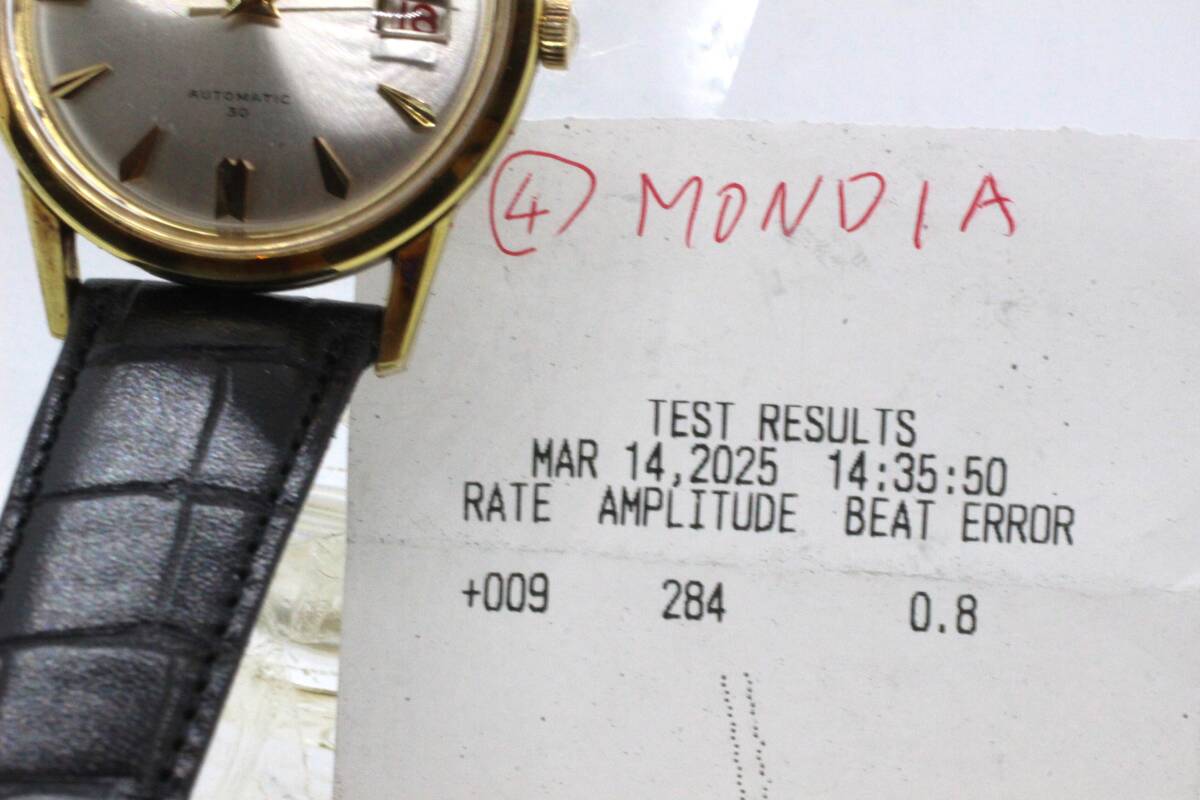 18
AUTOMATIC
30
④ MONDIA
TEST RESULTS
MAR 14,2025 14:35:50
RATE AMPLITUDE BEAT ERROR
+009 284 0.8